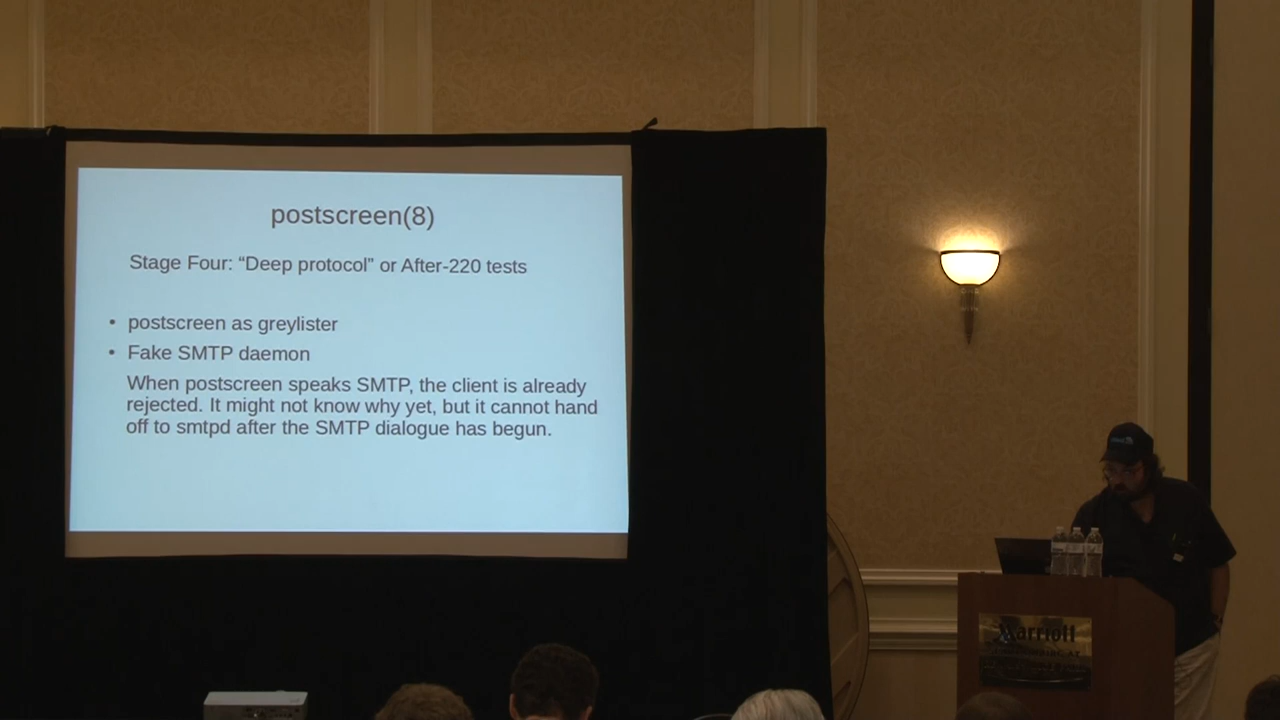 postscreen(8)
Stage Four: “Deep protocol" or After-220 tests
• postscreen as greylister
• Fake SMTP daemon
When postscreen speaks SMTP, the client is already
rejected. It might not know why yet, but it cannot hand
off to smtpd after the SMTP dialogue has begun.
Marriott